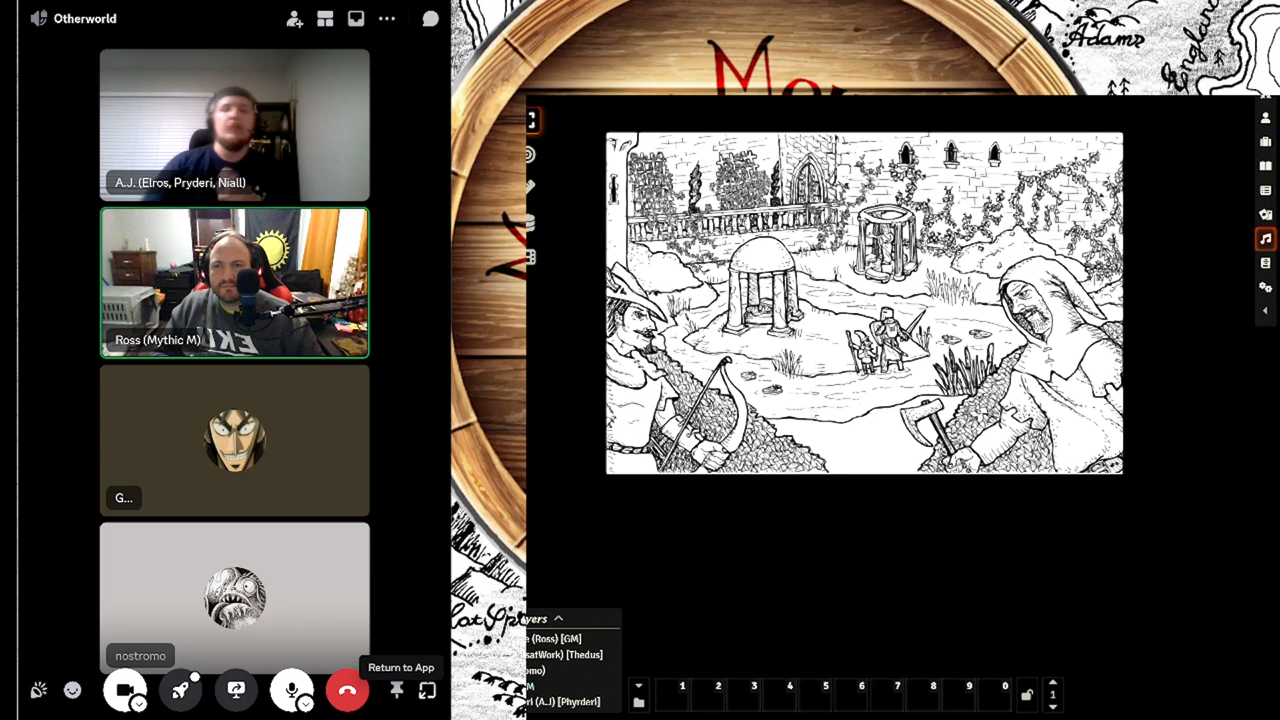 Otherworld
A.J. (Elros, Pryderi, Niall)
Ross (Mythic M)
G...
nostromo
Return to App
Adams
England
yers
e (Ross) [GM]
satWork) [Thedus]
omo)
M
ri (A.J) [Phyrderi]
1 2 3 4 5 6 7 8 9 0
1